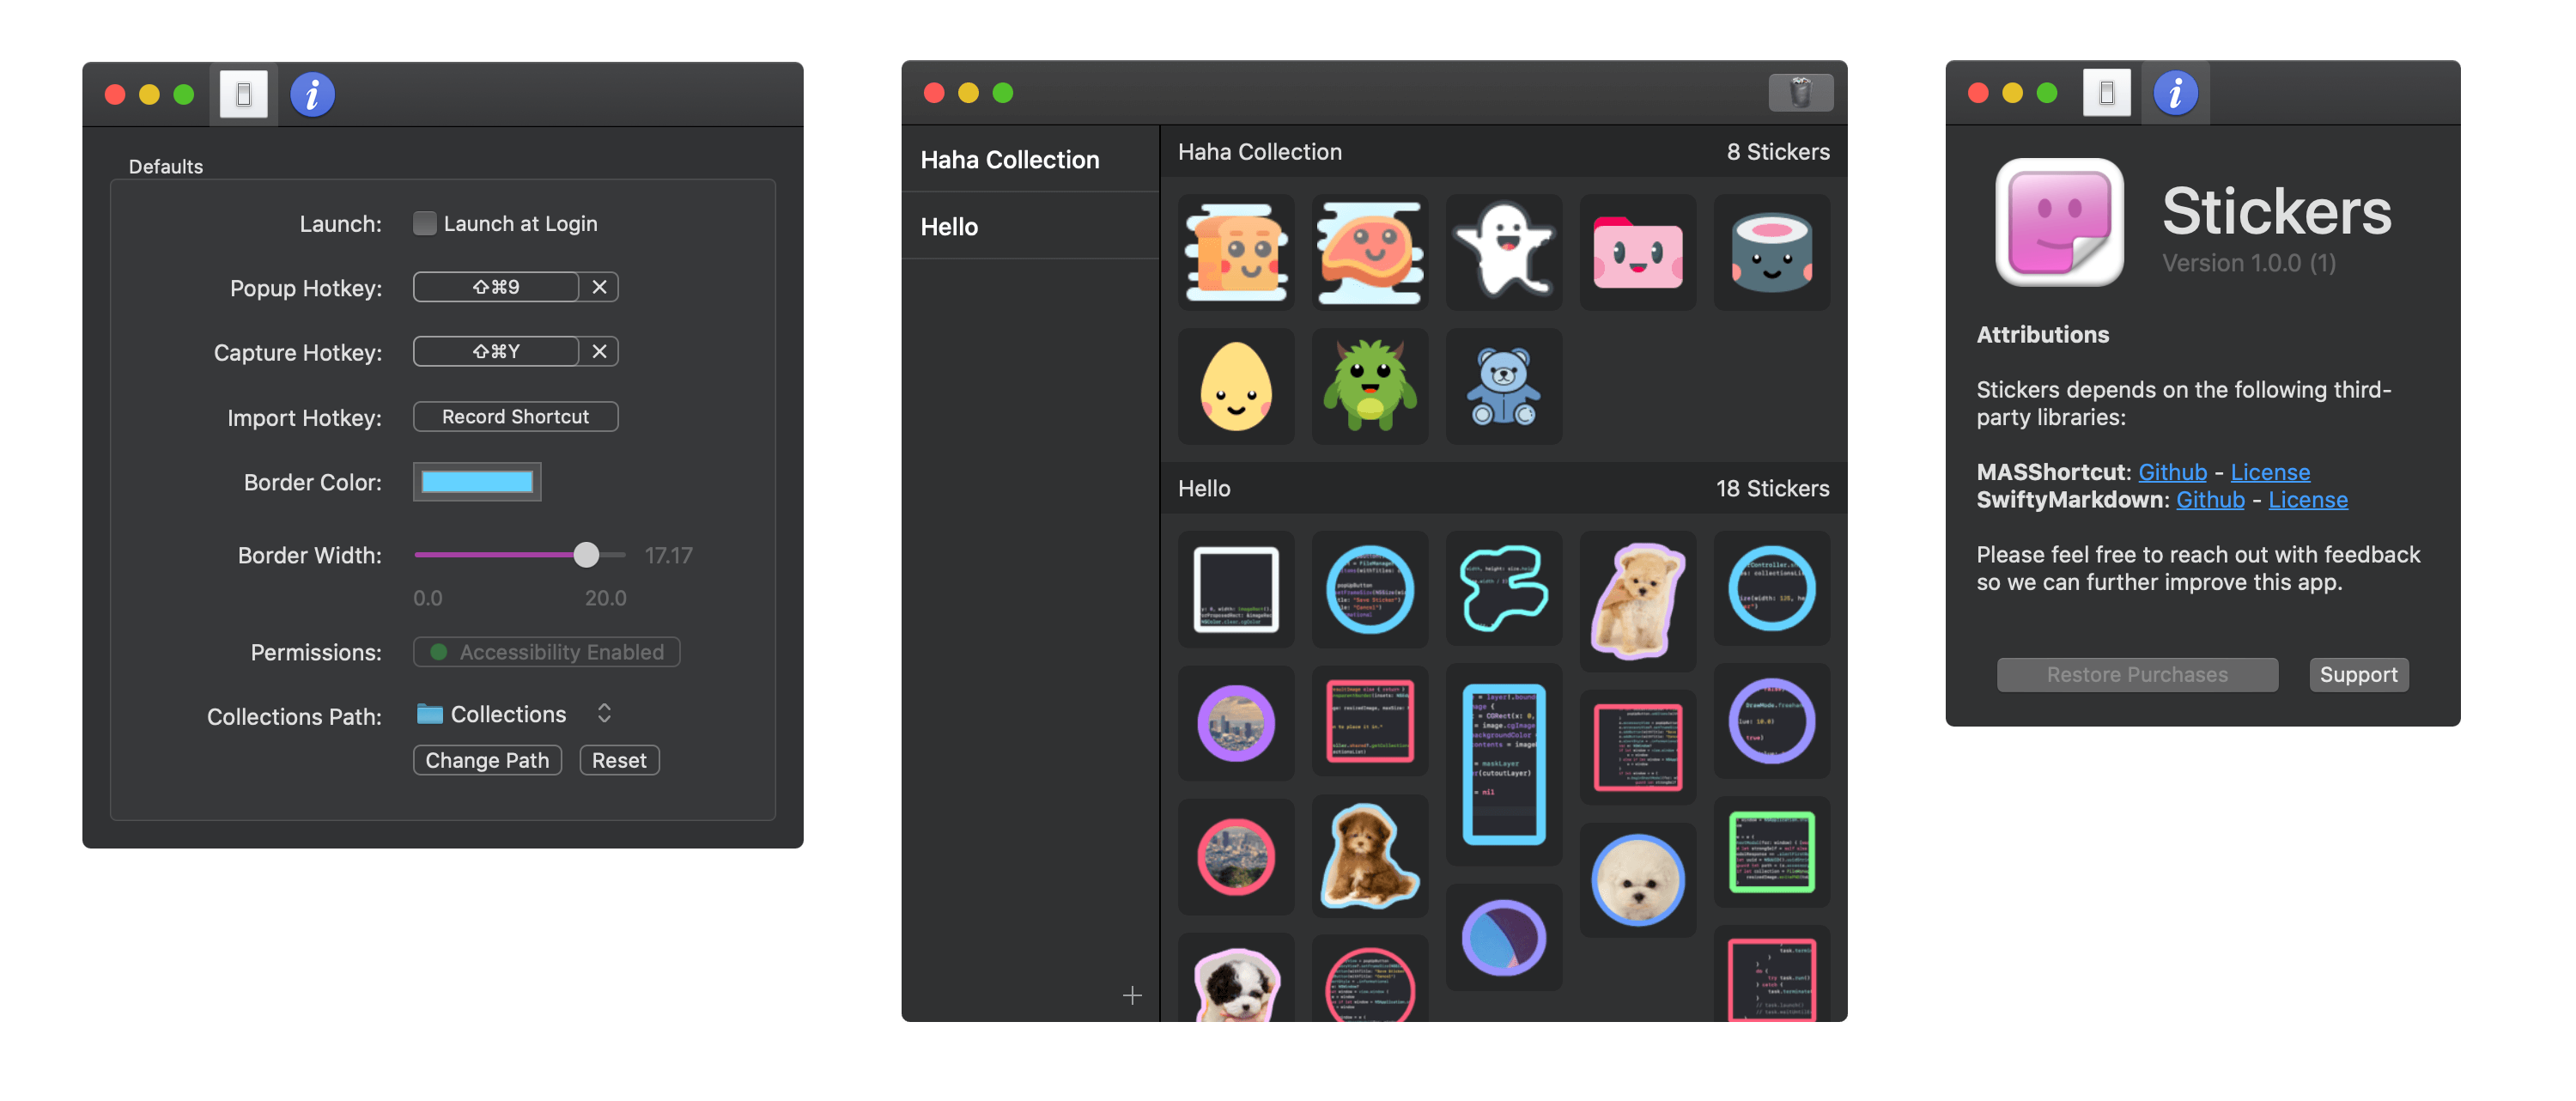 Defaults
Launch: Launch at Login
Popup Hotkey: ⇧⌘9 ✕
Capture Hotkey: ⇧⌘Y ✕
Import Hotkey: Record Shortcut
Border Color:
Border Width: 17.17
0.0 20.0
Permissions: Accessibility Enabled
Collections Path: Collections
Change Path Reset
Haha Collection
Hello
Haha Collection 8 Stickers
Hello 18 Stickers
Stickers
Version 1.0.0 (1)
Attributions
Stickers depends on the following third-
party libraries:
MASShortcut: Github - License
SwiftyMarkdown: Github - License
Please feel free to reach out with feedback
so we can further improve this app.
Restore Purchases Support